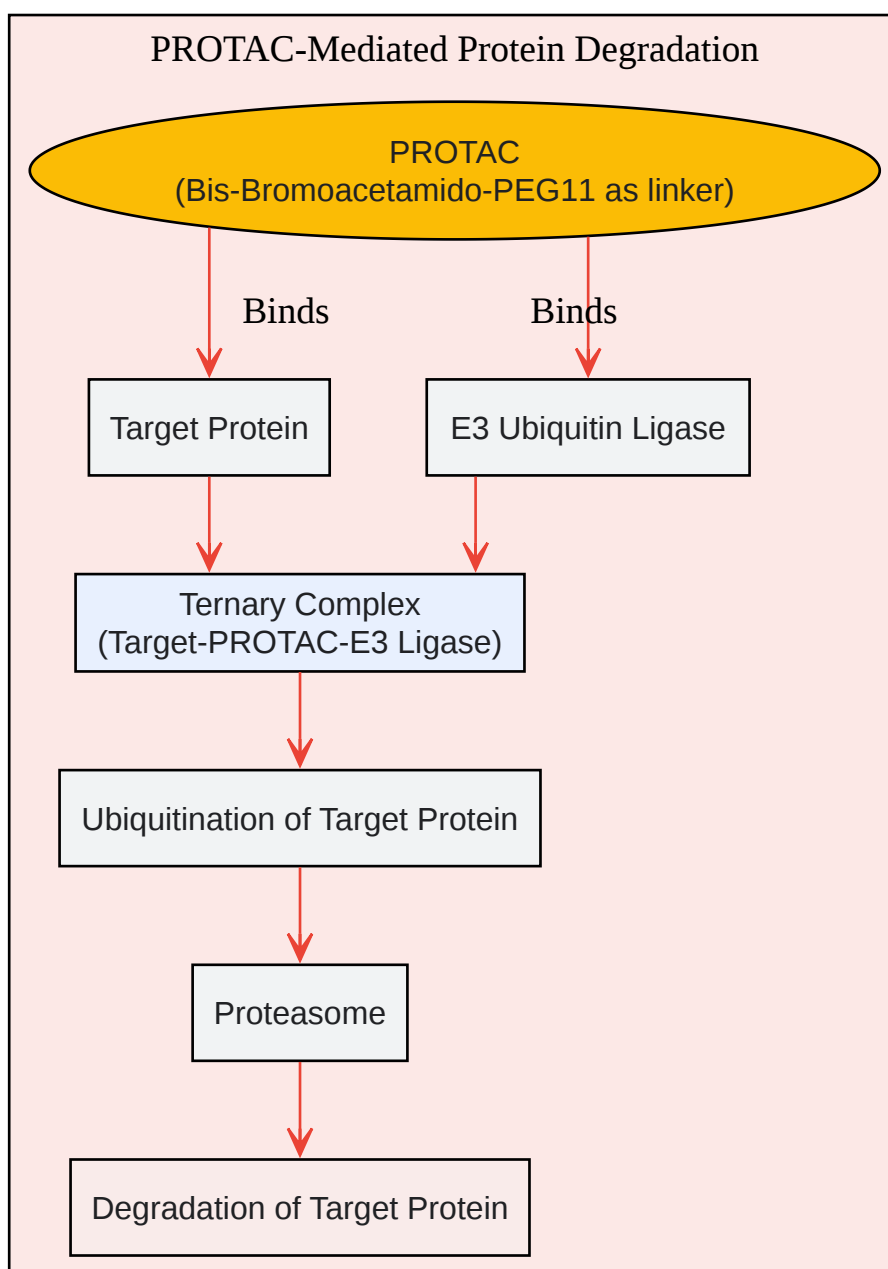 PROTAC-Mediated Protein Degradation
PROTAC
(Bis-Bromoacetamido-PEG11 as linker)
Binds
Binds
Target Protein
E3 Ubiquitin Ligase
Ternary Complex
(Target-PROTAC-E3 Ligase)
Ubiquitination of Target Protein
Proteasome
Degradation of Target Protein